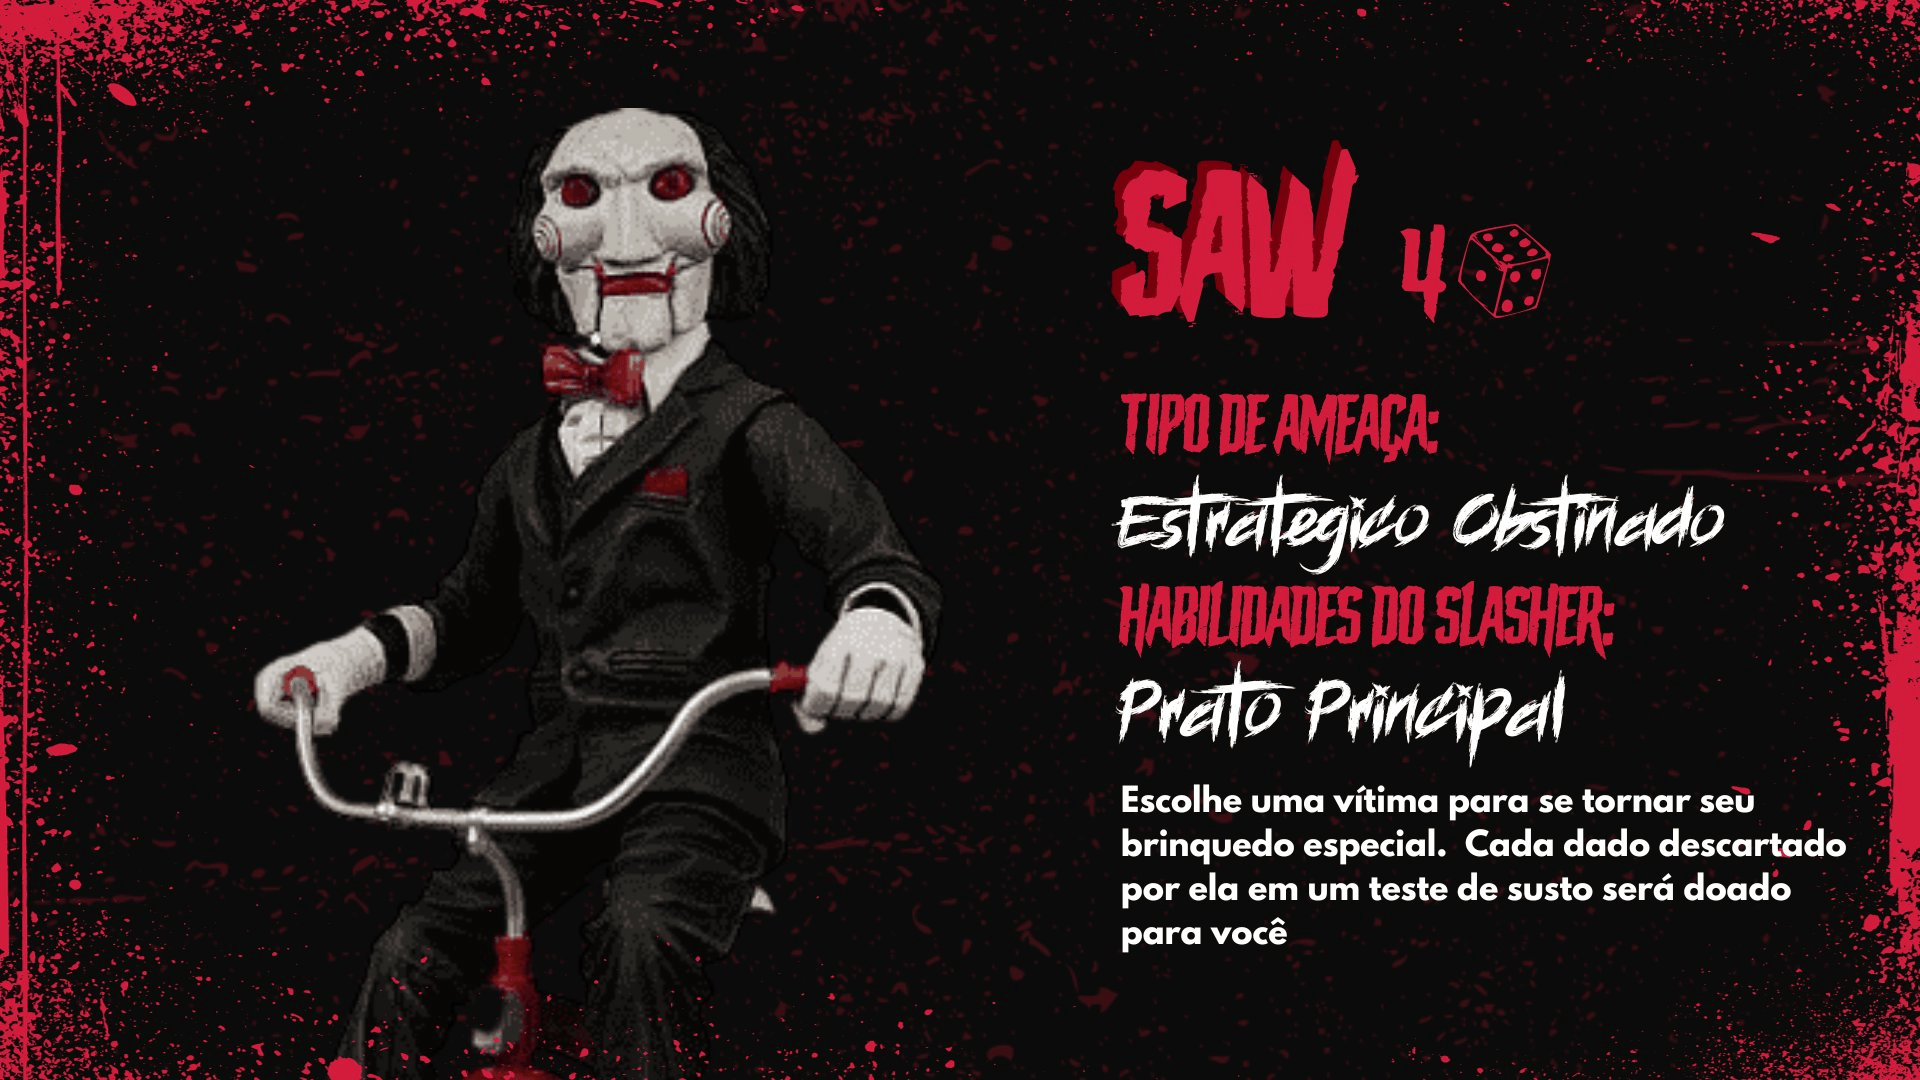 SAW 4
TIPO DE AMEAÇA:
Estrategico Obstinado
HABILIDADES DO SLASHER:
Prato Principal
Escolhe uma vítima para se tornar seu
brinquedo especial.  Cada dado descartado
por ela em um teste de susto será doado
para você